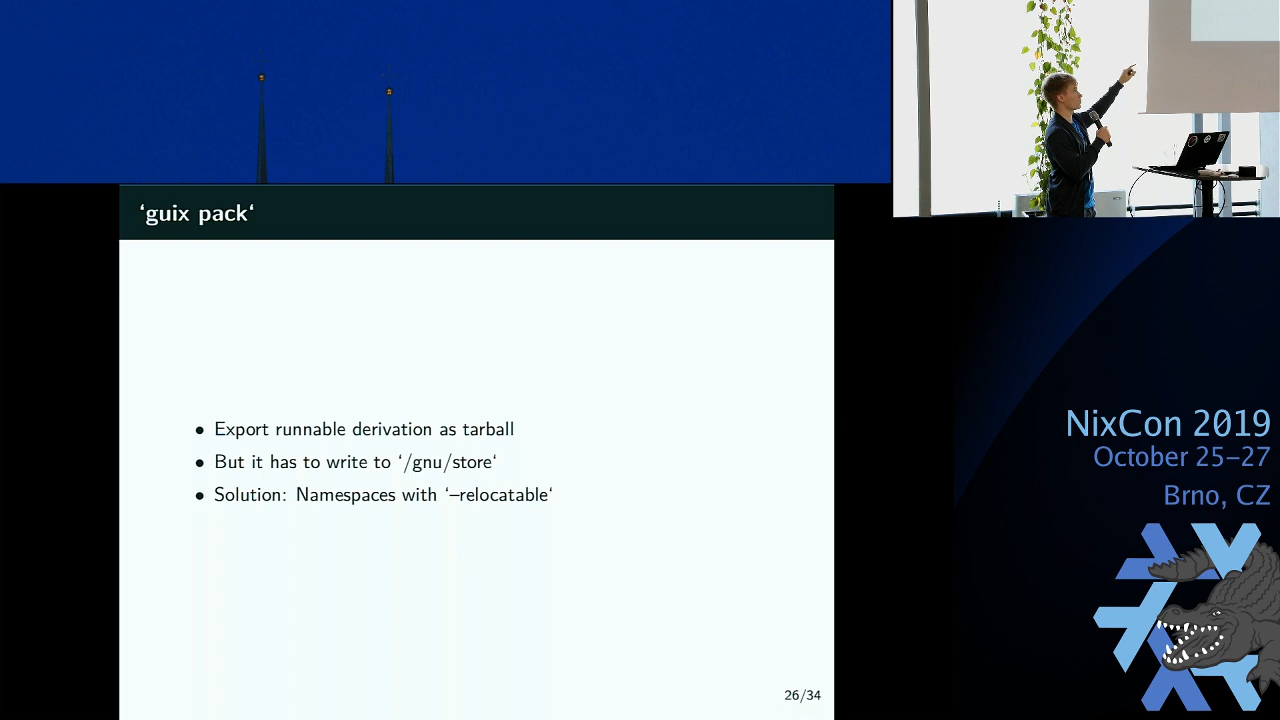 ‘guix pack‘
• Export runnable derivation as tarball
• But it has to write to ‘/gnu/store‘
• Solution: Namespaces with ‘–relocatable‘
26/34
NixCon 2019
October 25–27
Brno, CZ